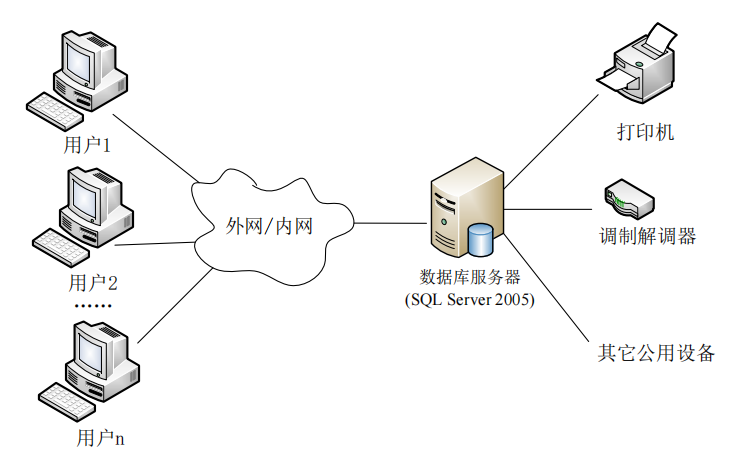 用户1
用户2
......
用户n
外网/内网
数据库服务器
(SQL Server 2005)
打印机
调制解调器
其它公用设备